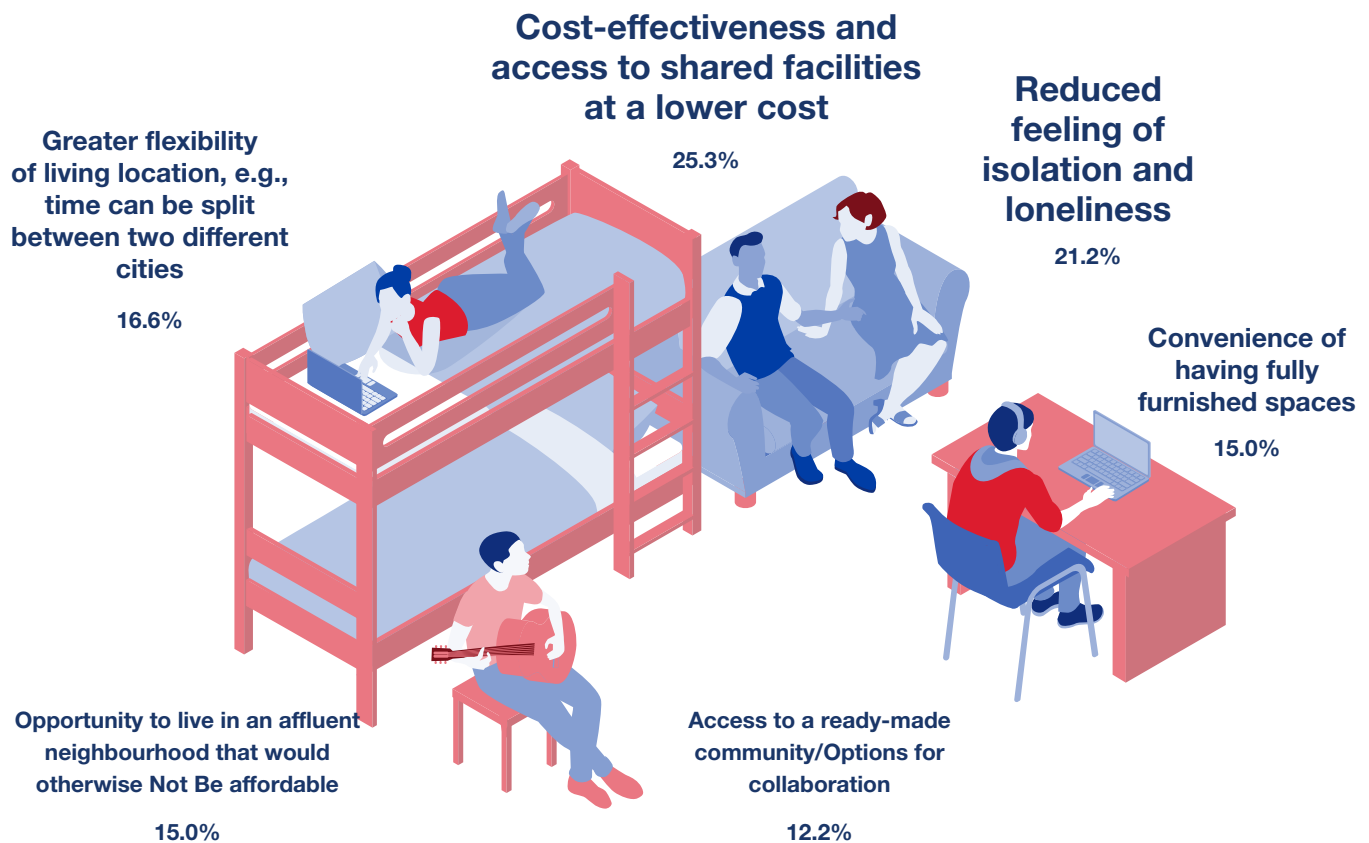 Cost-effectiveness and
access to shared facilities
at a lower cost
25.3%
Reduced
feeling of
isolation and
loneliness
21.2%
Greater flexibility
of living location, e.g.,
time can be split
between two different
cities
16.6%
Convenience of
having fully
furnished spaces
15.0%
Opportunity to live in an affluent
neighbourhood that would
otherwise Not Be affordable
15.0%
Access to a ready-made
community/Options for
collaboration
12.2%